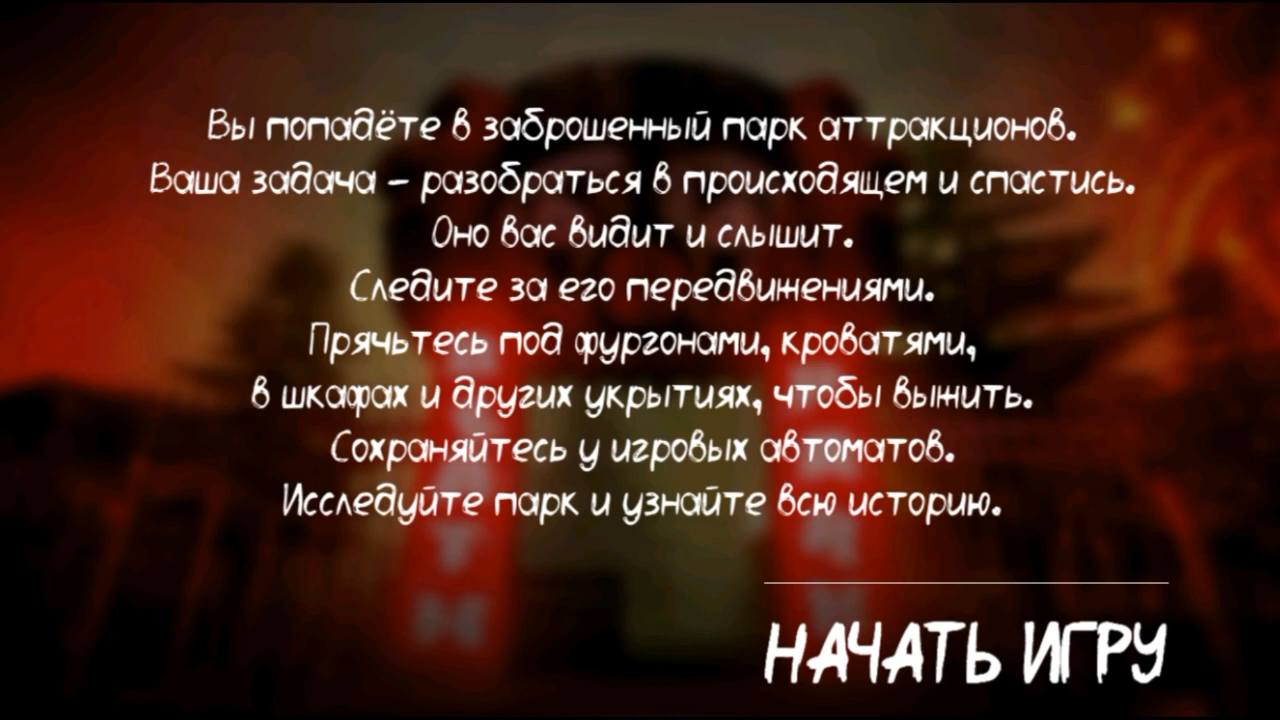 Вы попадёте в заброшенный парк аттракционов.
Ваша задача – разобраться в происходящем и спастись.
Оно вас видит и слышит.
Следите за его передвижениями.
Прячьтесь под фургонами, кроватями,
в шкафах и других укрытиях, чтобы выжить.
Сохраняйтесь у игровых автоматов.
Исследуйте парк и узнайте всю историю.
НАЧАТЬ ИГРУ